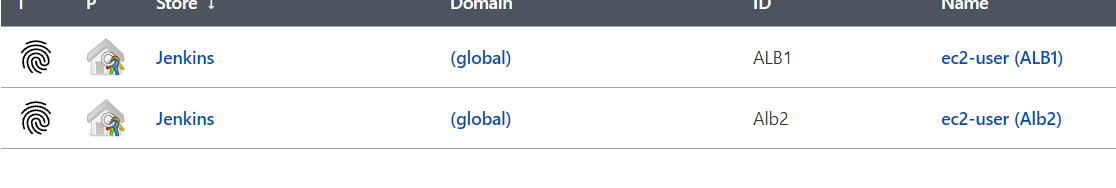 T P Store ↓ Domain ID Name
Jenkins (global) ALB1 ec2-user (ALB1)
Jenkins (global) Alb2 ec2-user (Alb2)